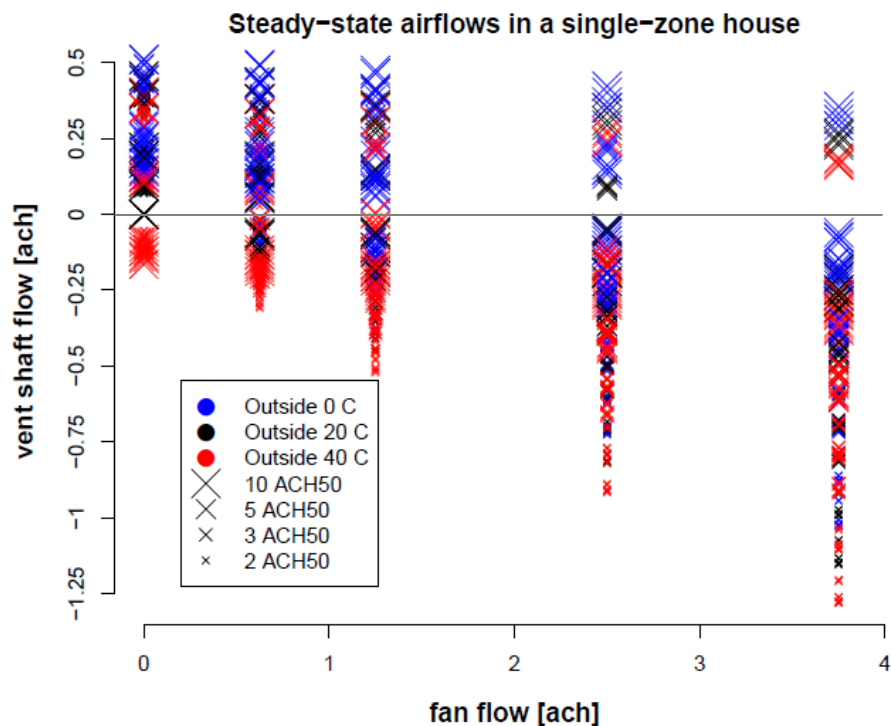 Steady−state airflows in a single−zone house
vent shaft flow [ach]
0.5
0.25
0
−0.25
−0.5
−0.75
−1
−1.25
Outside 0 C
Outside 20 C
Outside 40 C
10 ACH50
5 ACH50
3 ACH50
2 ACH50
0 1 2 3 4
fan flow [ach]